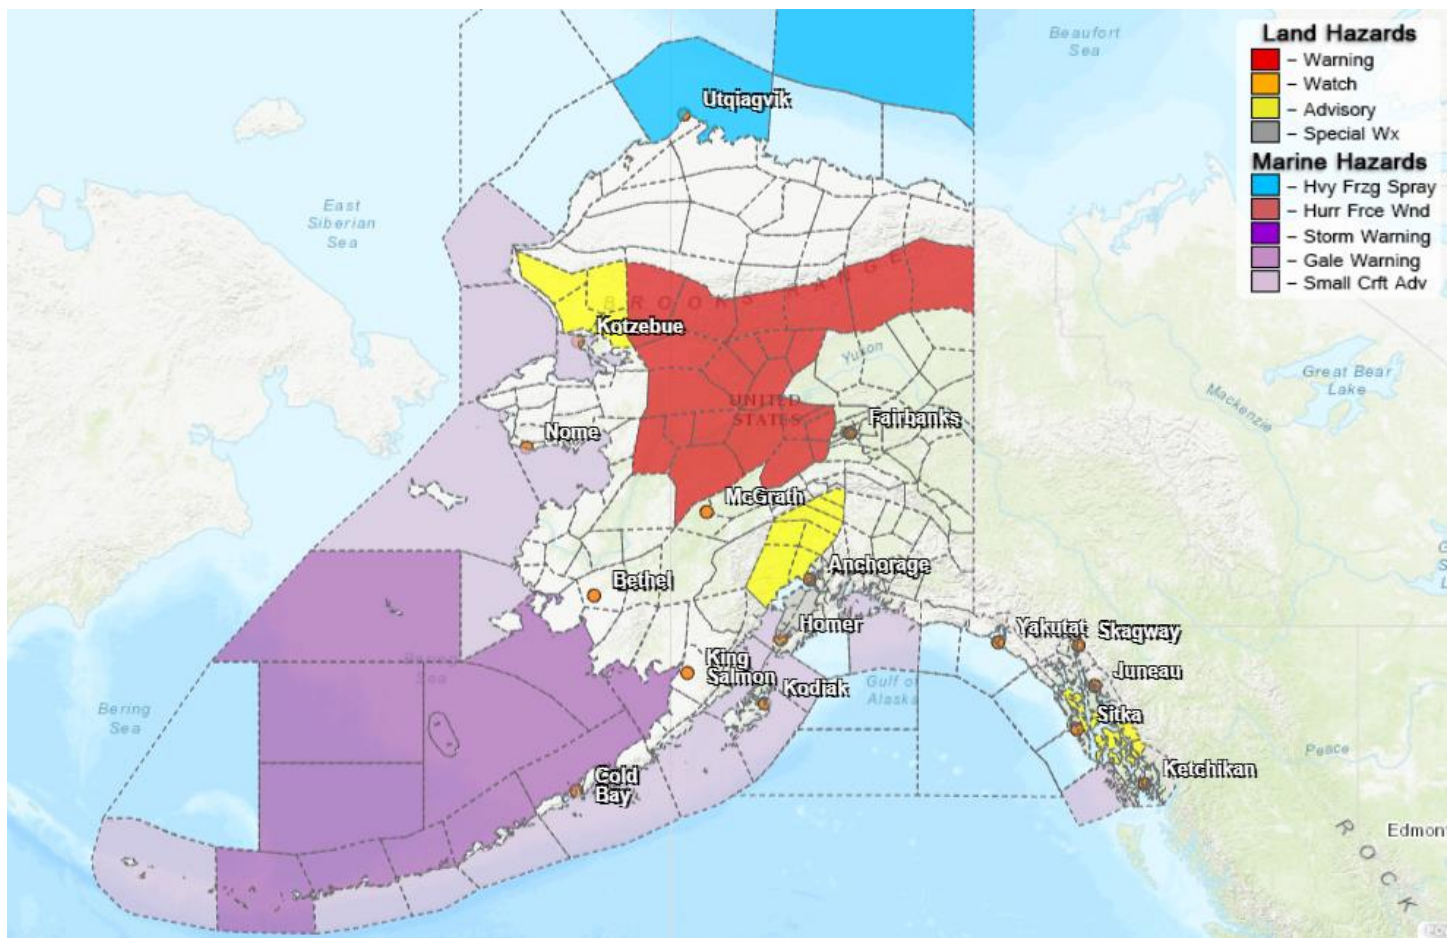 Land Hazards
– Warning
– Watch
– Advisory
– Special Wx
Marine Hazards
– Hvy Frzg Spray
– Hurr Frce Wnd
– Storm Warning
– Gale Warning
– Small Crft Adv
Beaufort
Sea
Utqiagvik
East
Siberian
Sea
BROOKS RANGE
Kotzebue
Yukon
Great Bear
Lake
Mackenzie
UNITED
STATES
Fairbanks
Nome
McGrath
Anchorage
Bethel
Homer
Yakutat
Skagway
King
Salmon
Juneau
Bering
Sea
Kodiak
Gulf of
Alaska
Bering
Sea
Sitka
Peace
Ketchikan
Cold
Bay
Edmon
ROCK